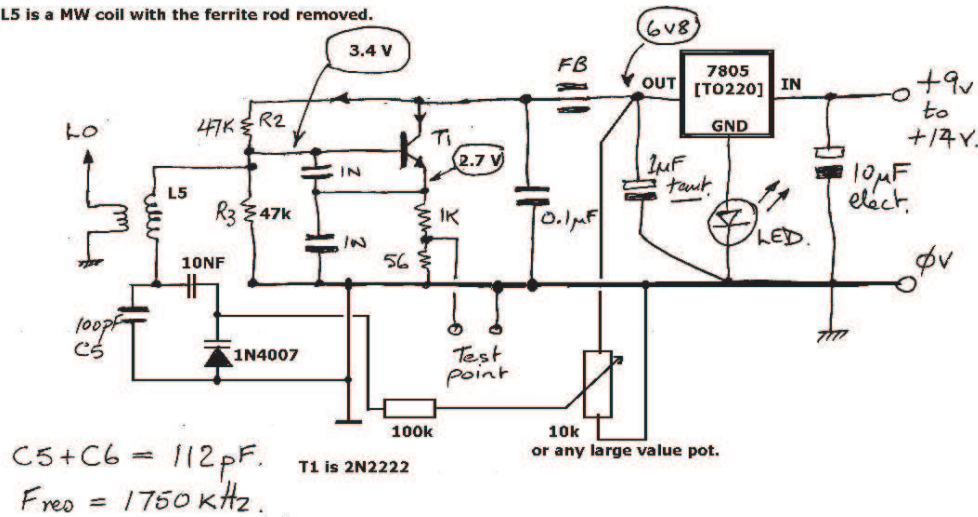 L5 is a MW coil with the ferrite rod removed.
3.4 V
6v8
FB
OUT
7805
[TO220]
IN
GND
+9v
to
+14v.
47K R2
T1
LO
L5
1N
2.7 V
1µF
tant.
10µF
elect.
R3 47k
1K
0.1µF
LED.
1N
56
10NF
φV
100pF
C5
1N4007
Test
point
100k
10k
or any large value pot.
C5+C6 = 112pF.
T1 is 2N2222
Freq = 1750 KHz.